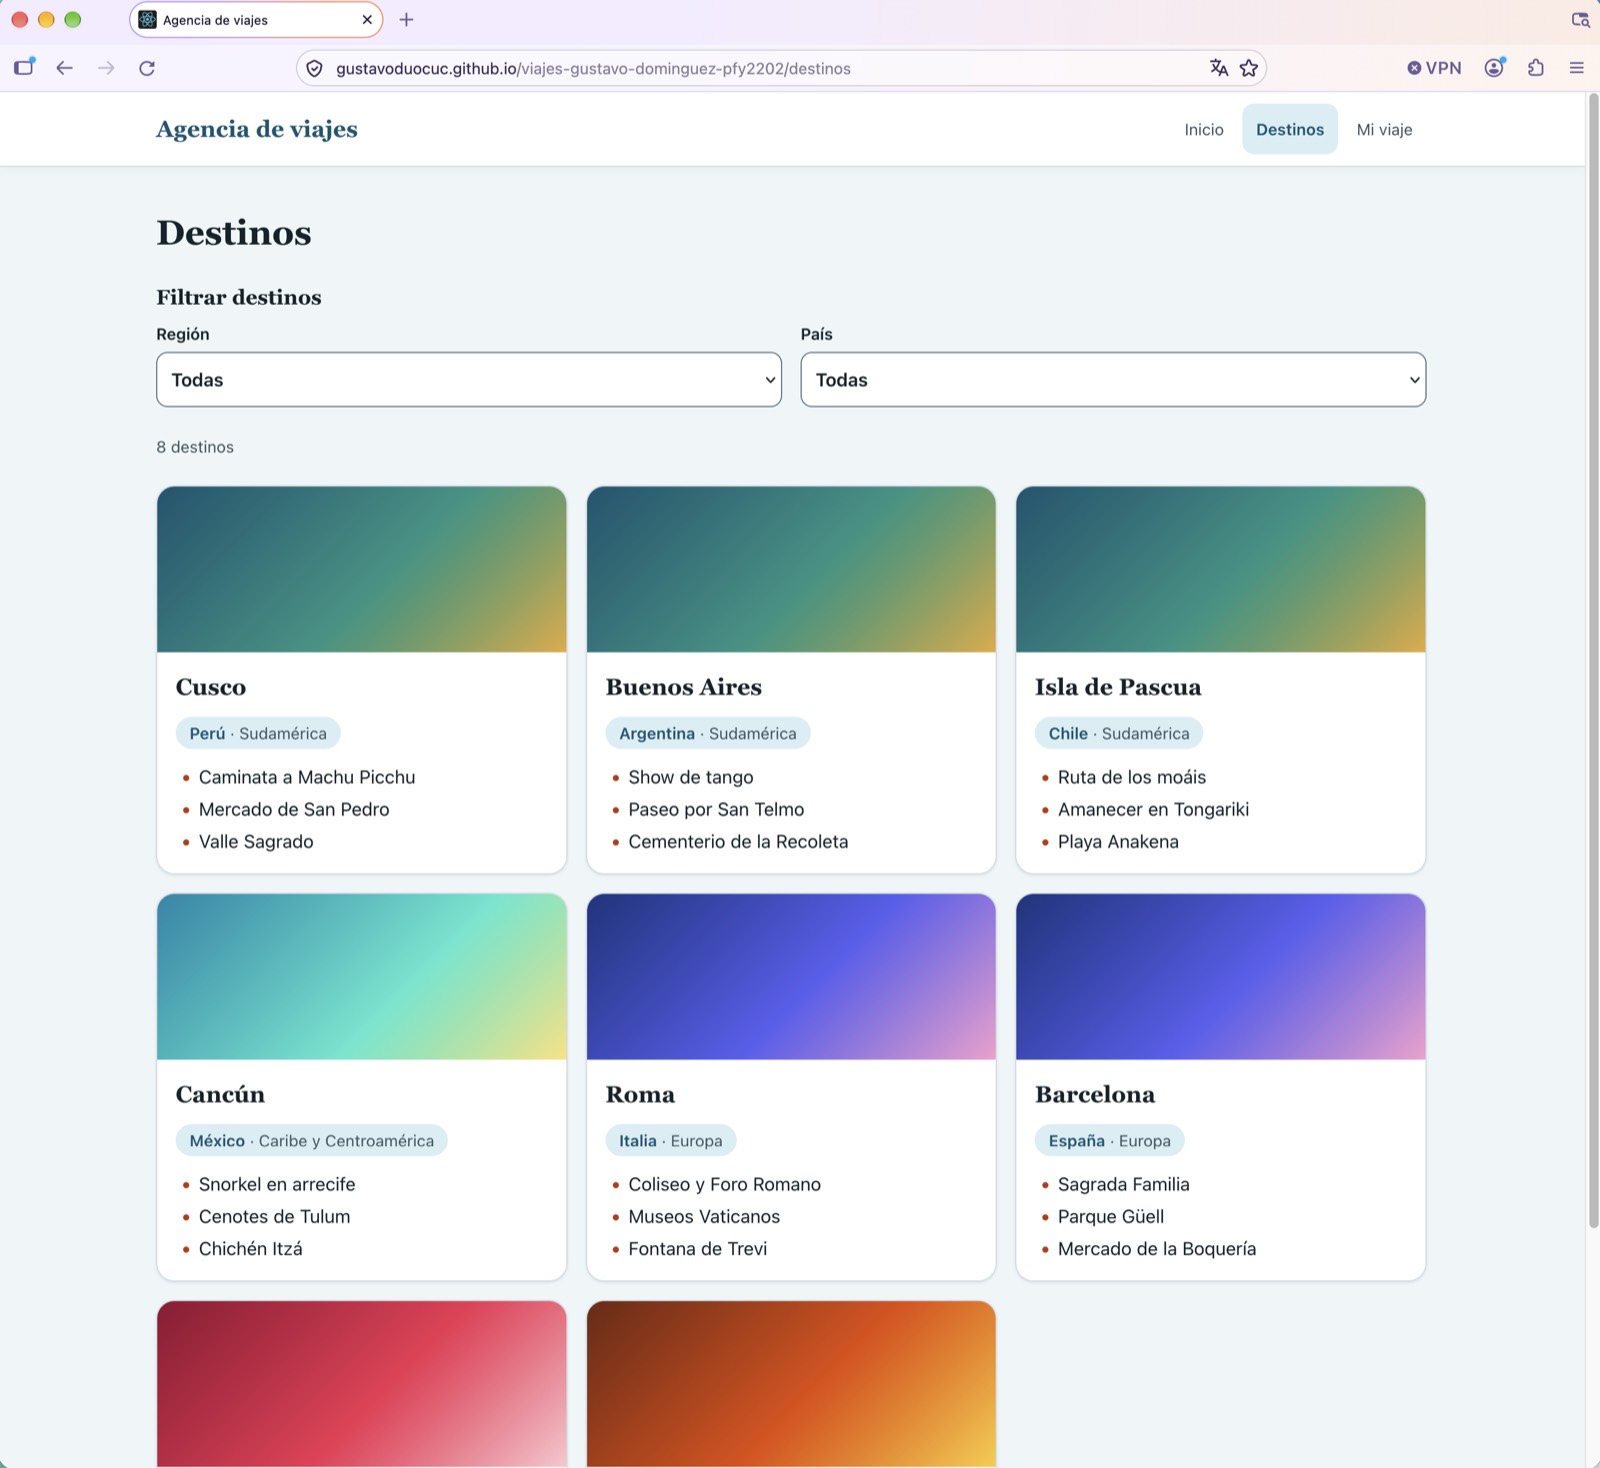 Agencia de viajes
gustavoduocuc.github.io/viajes-gustavo-dominguez-pfy2202/destinos
VPN
Agencia de viajes
Inicio
Destinos
Mi viaje
Destinos
Filtrar destinos
Región
País
Todas
Todas
8 destinos
Cusco
Perú · Sudamérica
Caminata a Machu Picchu
Mercado de San Pedro
Valle Sagrado
Buenos Aires
Argentina · Sudamérica
Show de tango
Paseo por San Telmo
Cementerio de la Recoleta
Isla de Pascua
Chile · Sudamérica
Ruta de los moáis
Amanecer en Tongariki
Playa Anakena
Cancún
México · Caribe y Centroamérica
Snorkel en arrecife
Cenotes de Tulum
Chichén Itzá
Roma
Italia · Europa
Coliseo y Foro Romano
Museos Vaticanos
Fontana de Trevi
Barcelona
España · Europa
Sagrada Familia
Parque Güell
Mercado de la Boquería